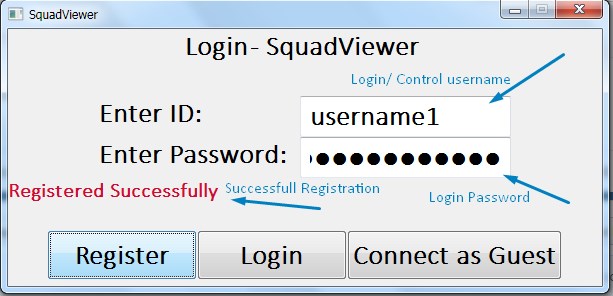 SquadViewer
Login- SquadViewer
Login/ Control username
Enter ID:
username1
Enter Password:
Registered Successfully
Successfull Registration
Login Password
Register
Login
Connect as Guest